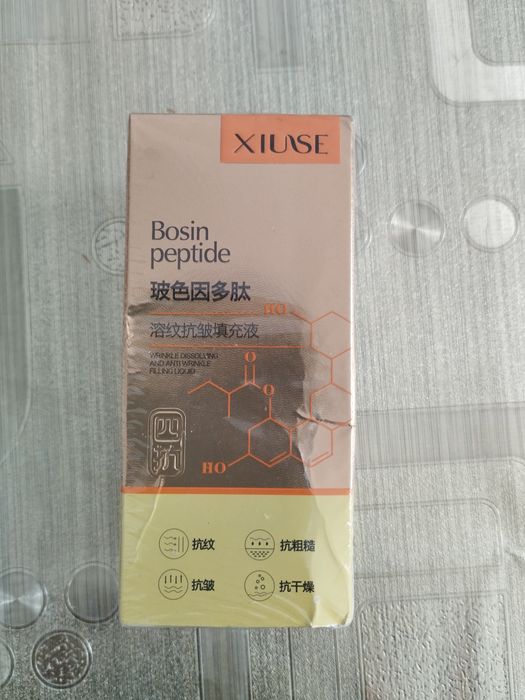 XIUSE
Bosin
peptide
玻色因多肽
溶纹抗皱填充液
WRINKLE DISSOLVING
AND ANTI WRINKLE
FILLING LIQUID
HO
O
O
HO
四抗
抗纹
抗粗糙
抗皱
抗干燥